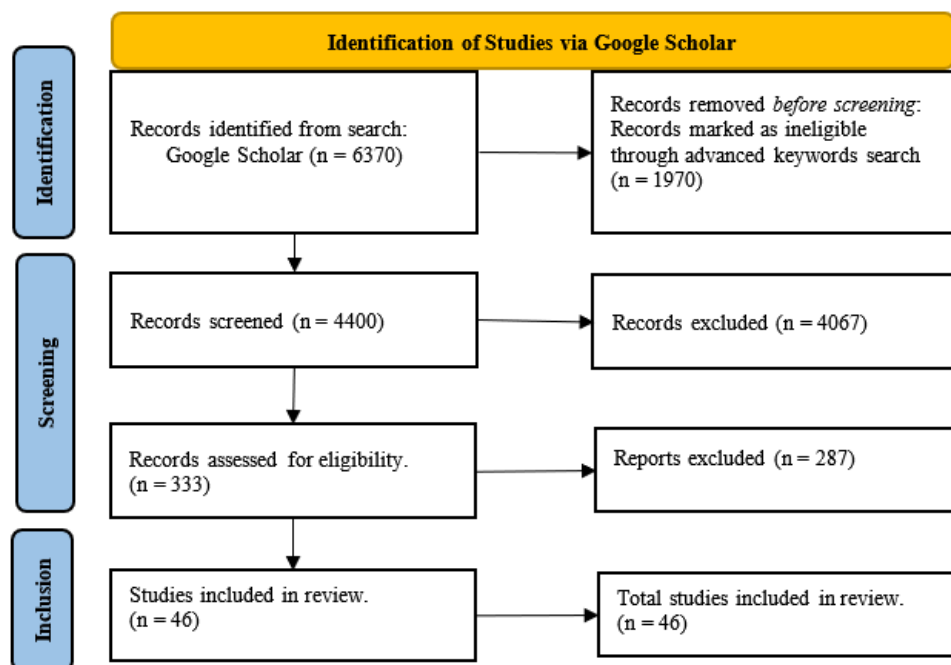 Identification of Studies via Google Scholar
Identification
Records identified from search:
Google Scholar (n = 6370)
Records removed before screening:
Records marked as ineligible
through advanced keywords search
(n = 1970)
Screening
Records screened (n = 4400)
Records excluded (n = 4067)
Records assessed for eligibility.
(n = 333)
Reports excluded (n = 287)
Inclusion
Studies included in review.
(n = 46)
Total studies included in review.
(n = 46)